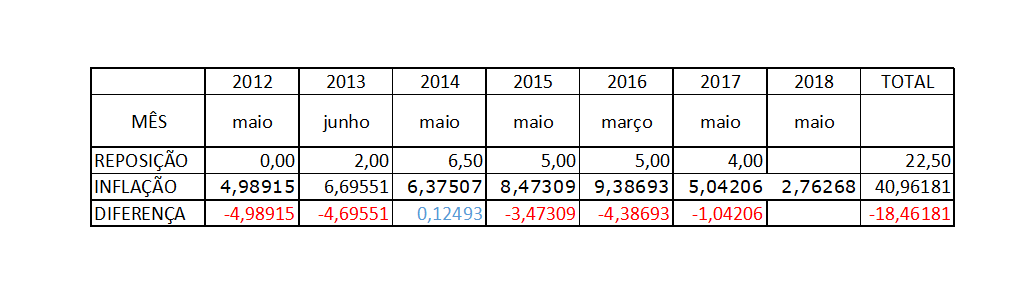 2012 2013 2014 2015 2016 2017 2018 TOTAL
MÊS maio junho maio maio março maio maio
REPOSIÇÃO 0,00 2,00 6,50 5,00 5,00 4,00 22,50
INFLAÇÃO 4,98915 6,69551 6,37507 8,47309 9,38693 5,04206 2,76268 40,96181
DIFERENÇA -4,98915 -4,69551 0,12493 -3,47309 -4,38693 -1,04206 -18,46181